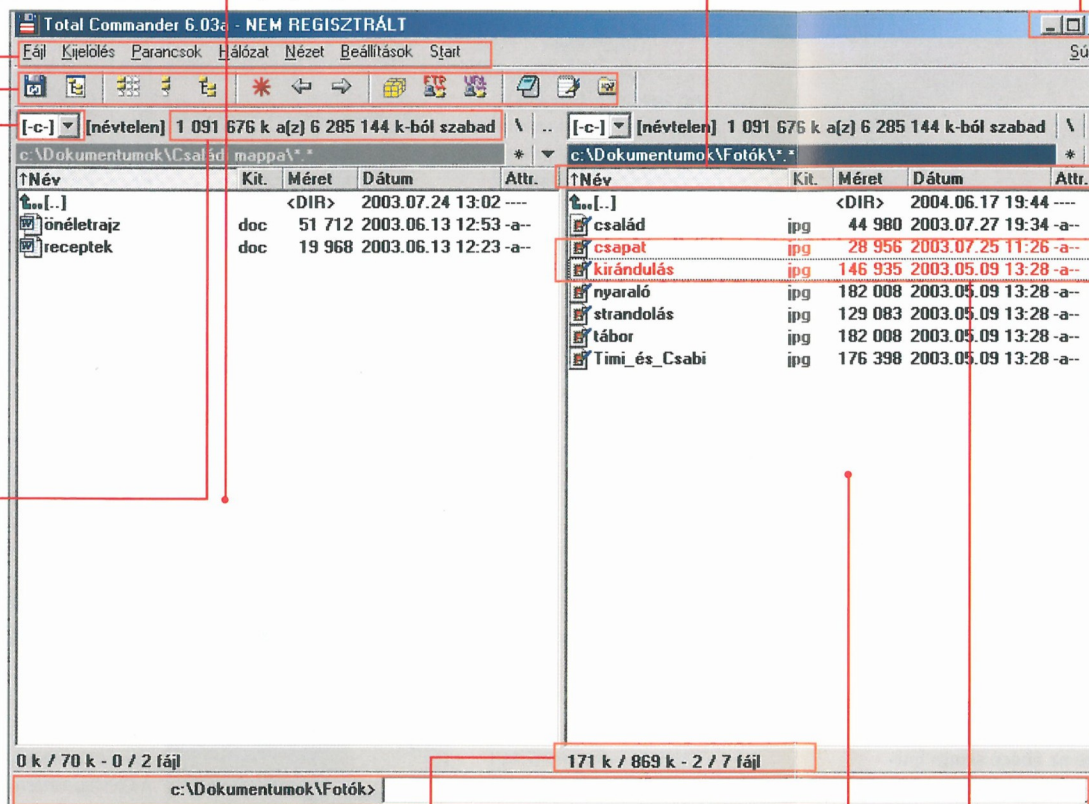 Total Commander 6.03a - NEM REGISZTRÁLT
Fájl Kijelölés Parancsok Hálózat Nézet Beállítások Start Sú
FTP URL
[-c-] [névtelen] 1 091 676 k a(z) 6 285 144 k-ból szabad \ ..
c:\Dokumentumok\Családi mappa\*.* *
↑Név Kit. Méret Dátum Attr.
[..] <DIR> 2003.07.24 13:02 ----
önéletrajz doc 51 712 2003.06.13 12:53 -a--
receptek doc 19 968 2003.06.13 12:23 -a--
0 k / 70 k - 0 / 2 fájl
[-c-] [névtelen] 1 091 676 k a(z) 6 285 144 k-ból szabad \
c:\Dokumentumok\Fotók\*.* *
↑Név Kit. Méret Dátum Attr.
[..] <DIR> 2004.06.17 19:44 ----
család jpg 44 980 2003.07.27 19:34 -a--
csapat jpg 28 956 2003.07.25 11:26 -a--
kirándulás jpg 146 935 2003.05.09 13:28 -a--
nyaraló jpg 182 008 2003.05.09 13:28 -a--
strandolás jpg 129 083 2003.05.09 13:28 -a--
tábor jpg 182 008 2003.05.09 13:28 -a--
Timi_és_Csabi jpg 176 398 2003.05.09 13:28 -a--
171 k / 869 k - 2 / 7 fájl
c:\Dokumentumok\Fotók>